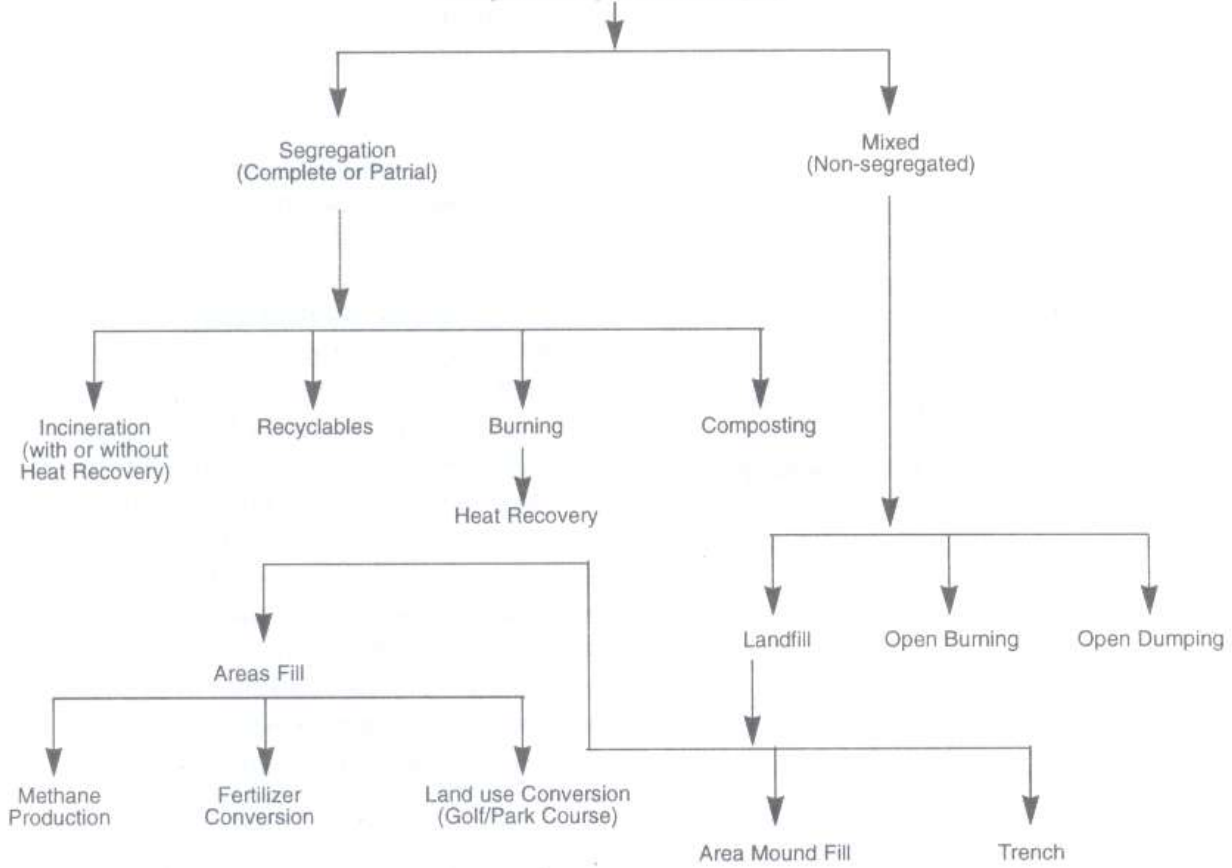 Segregation
(Complete or Patrial)
Mixed
(Non-segregated)
Incineration
(with or without
Heat Recovery)
Recyclables
Burning
Composting
Heat Recovery
Landfill
Open Burning
Open Dumping
Areas Fill
Methane
Production
Fertilizer
Conversion
Land use Conversion
(Golf/Park Course)
Area Mound Fill
Trench